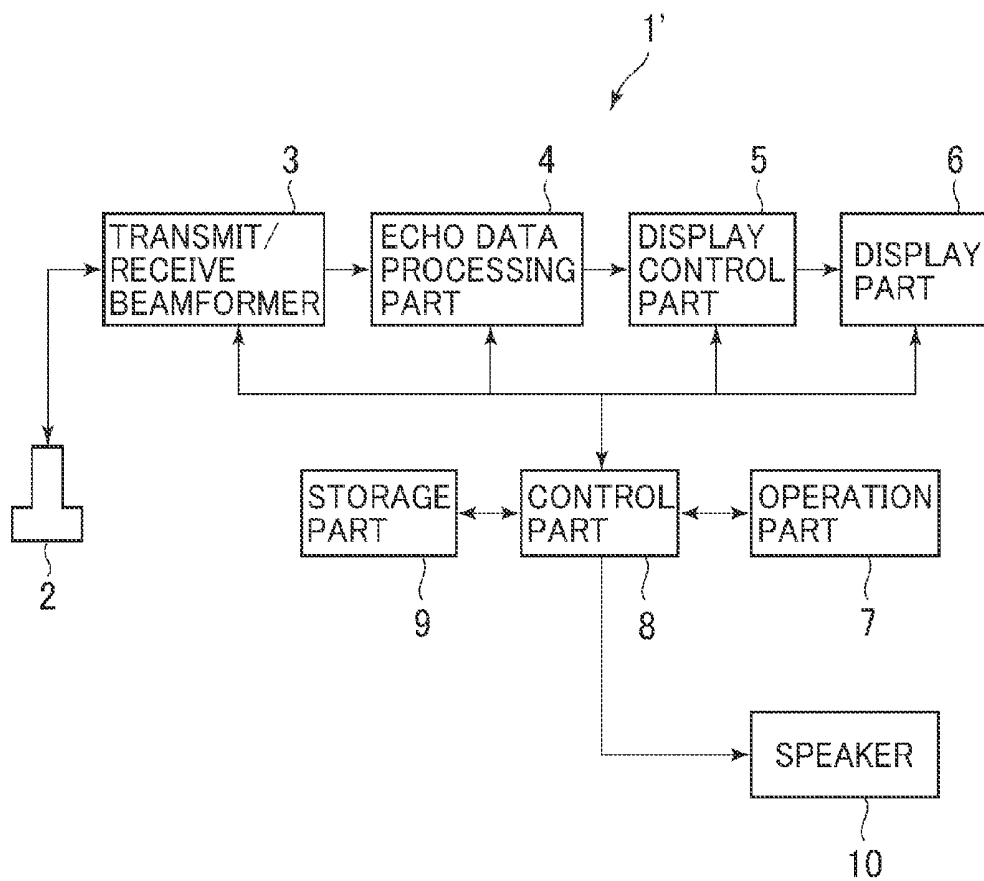 1'
3
4
5
6
TRANSMIT/
RECEIVE
BEAMFORMER
ECHO DATA
PROCESSING
PART
DISPLAY
CONTROL
PART
DISPLAY
PART
2
STORAGE
PART
CONTROL
PART
OPERATION
PART
9
8
7
SPEAKER
10